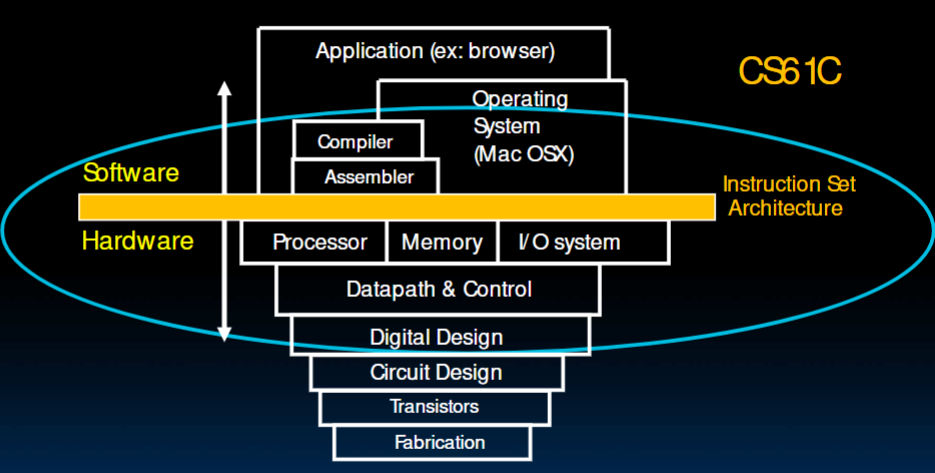 Application (ex: browser)
CS61C
Operating
System
(Mac OSX)
Compiler
Assembler
Software
Instruction Set
Architecture
Hardware
Processor
Memory
I/O system
Datapath & Control
Digital Design
Circuit Design
Transistors
Fabrication